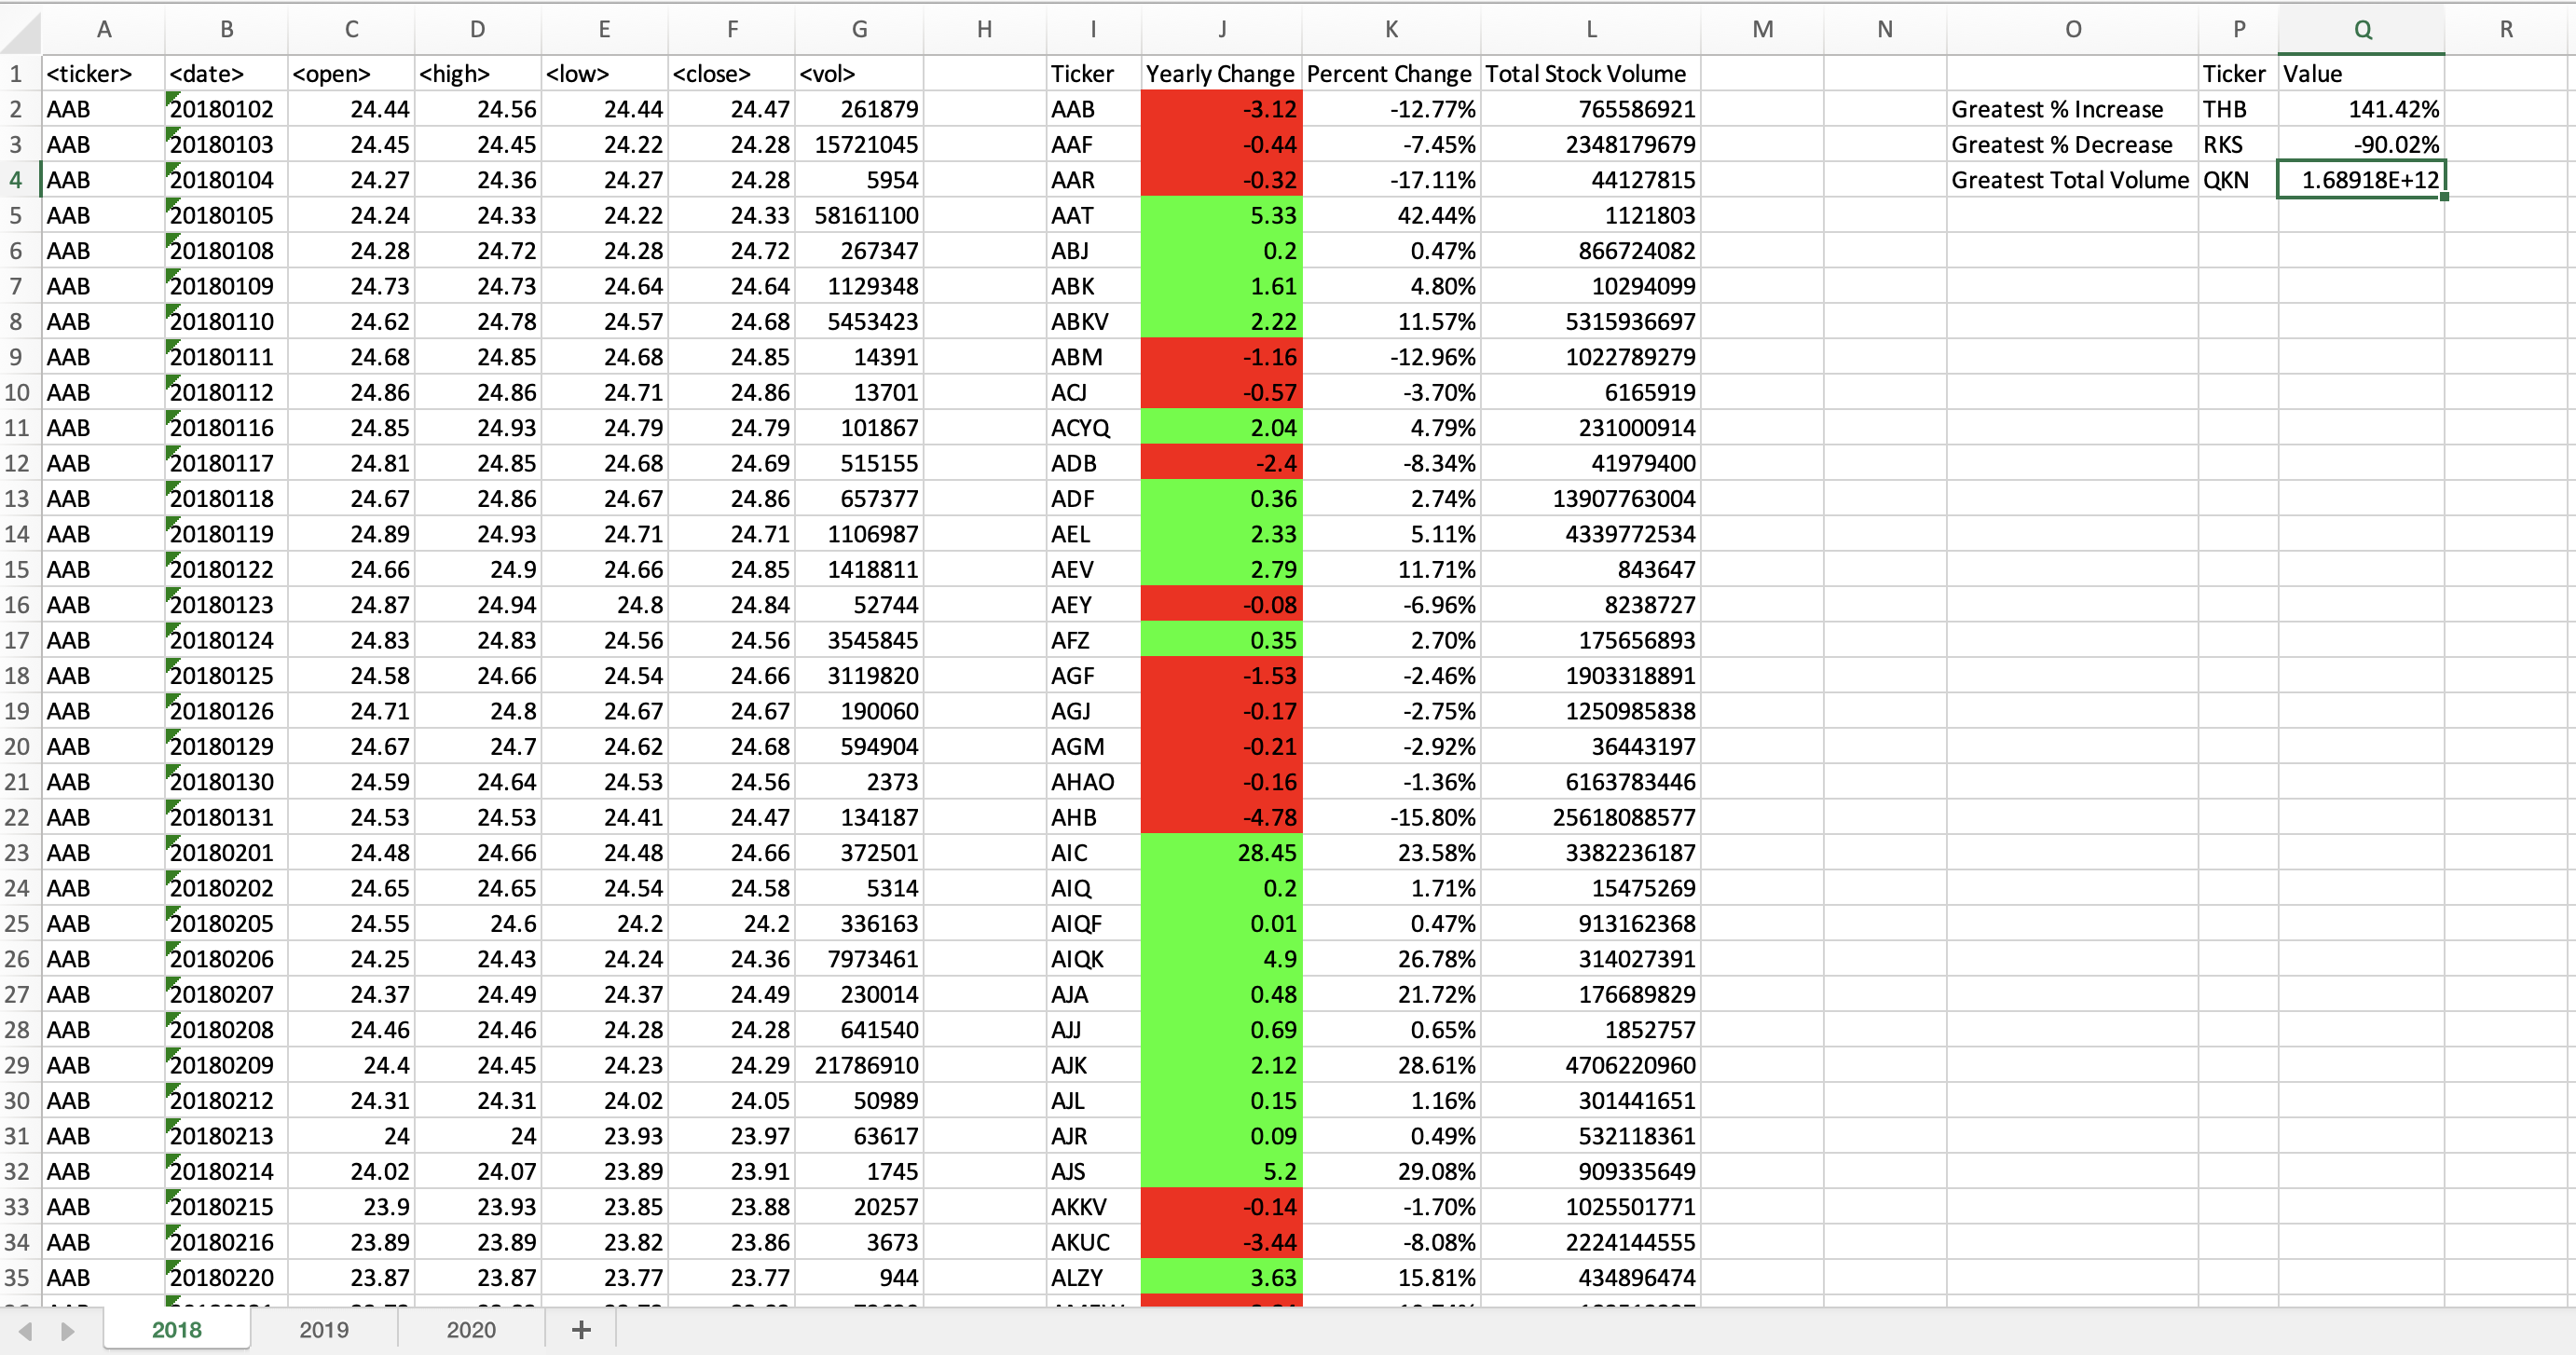 A B C D E F G H I J K L M N O P Q R
1 <ticker> <date> <open> <high> <low> <close> <vol> Ticker Yearly Change Percent Change Total Stock Volume Ticker Value
2 AAB 20180102 24.44 24.56 24.44 24.47 261879 AAB -3.12 -12.77% 765586921 Greatest % Increase THB 141.42%
3 AAB 20180103 24.45 24.45 24.22 24.28 15721045 AAF -0.44 -7.45% 2348179679 Greatest % Decrease RKS -90.02%
4 AAB 20180104 24.27 24.36 24.27 24.28 5954 AAR -0.32 -17.11% 44127815 Greatest Total Volume QKN 1.68918E+12
5 AAB 20180105 24.24 24.33 24.22 24.33 58161100 AAT 5.33 42.44% 1121803
6 AAB 20180108 24.28 24.72 24.28 24.72 267347 ABJ 0.2 0.47% 866724082
7 AAB 20180109 24.73 24.73 24.64 24.64 1129348 ABK 1.61 4.80% 10294099
8 AAB 20180110 24.62 24.78 24.57 24.68 5453423 ABKV 2.22 11.57% 5315936697
9 AAB 20180111 24.68 24.85 24.68 24.85 14391 ABM -1.16 -12.96% 1022789279
10 AAB 20180112 24.86 24.86 24.71 24.86 13701 ACJ -0.57 -3.70% 6165919
11 AAB 20180116 24.85 24.93 24.79 24.79 101867 ACYQ 2.04 4.79% 231000914
12 AAB 20180117 24.81 24.85 24.68 24.69 515155 ADB -2.4 -8.34% 41979400
13 AAB 20180118 24.67 24.86 24.67 24.86 657377 ADF 0.36 2.74% 13907763004
14 AAB 20180119 24.89 24.93 24.71 24.71 1106987 AEL 2.33 5.11% 4339772534
15 AAB 20180122 24.66 24.9 24.66 24.85 1418811 AEV 2.79 11.71% 843647
16 AAB 20180123 24.87 24.94 24.8 24.84 52744 AEY -0.08 -6.96% 8238727
17 AAB 20180124 24.83 24.83 24.56 24.56 3545845 AFZ 0.35 2.70% 175656893
18 AAB 20180125 24.58 24.66 24.54 24.66 3119820 AGF -1.53 -2.46% 1903318891
19 AAB 20180126 24.71 24.8 24.67 24.67 190060 AGJ -0.17 -2.75% 1250985838
20 AAB 20180129 24.67 24.7 24.62 24.68 594904 AGM -0.21 -2.92% 36443197
21 AAB 20180130 24.59 24.64 24.53 24.56 2373 AHAO -0.16 -1.36% 6163783446
22 AAB 20180131 24.53 24.53 24.41 24.47 134187 AHB -4.78 -15.80% 25618088577
23 AAB 20180201 24.48 24.66 24.48 24.66 372501 AIC 28.45 23.58% 3382236187
24 AAB 20180202 24.65 24.65 24.54 24.58 5314 AIQ 0.2 1.71% 15475269
25 AAB 20180205 24.55 24.6 24.2 24.2 336163 AIQF 0.01 0.47% 913162368
26 AAB 20180206 24.25 24.43 24.24 24.36 7973461 AIQK 4.9 26.78% 314027391
27 AAB 20180207 24.37 24.49 24.37 24.49 230014 AJA 0.48 21.72% 176689829
28 AAB 20180208 24.46 24.46 24.28 24.28 641540 AJJ 0.69 0.65% 1852757
29 AAB 20180209 24.4 24.45 24.23 24.29 21786910 AJK 2.12 28.61% 4706220960
30 AAB 20180212 24.31 24.31 24.02 24.05 50989 AJL 0.15 1.16% 301441651
31 AAB 20180213 24 24 23.93 23.97 63617 AJR 0.09 0.49% 532118361
32 AAB 20180214 24.02 24.07 23.89 23.91 1745 AJS 5.2 29.08% 909335649
33 AAB 20180215 23.9 23.93 23.85 23.88 20257 AKKV -0.14 -1.70% 1025501771
34 AAB 20180216 23.89 23.89 23.82 23.86 3673 AKUC -3.44 -8.08% 2224144555
35 AAB 20180220 23.87 23.87 23.77 23.77 944 ALZY 3.63 15.81% 434896474
2018 2019 2020 +